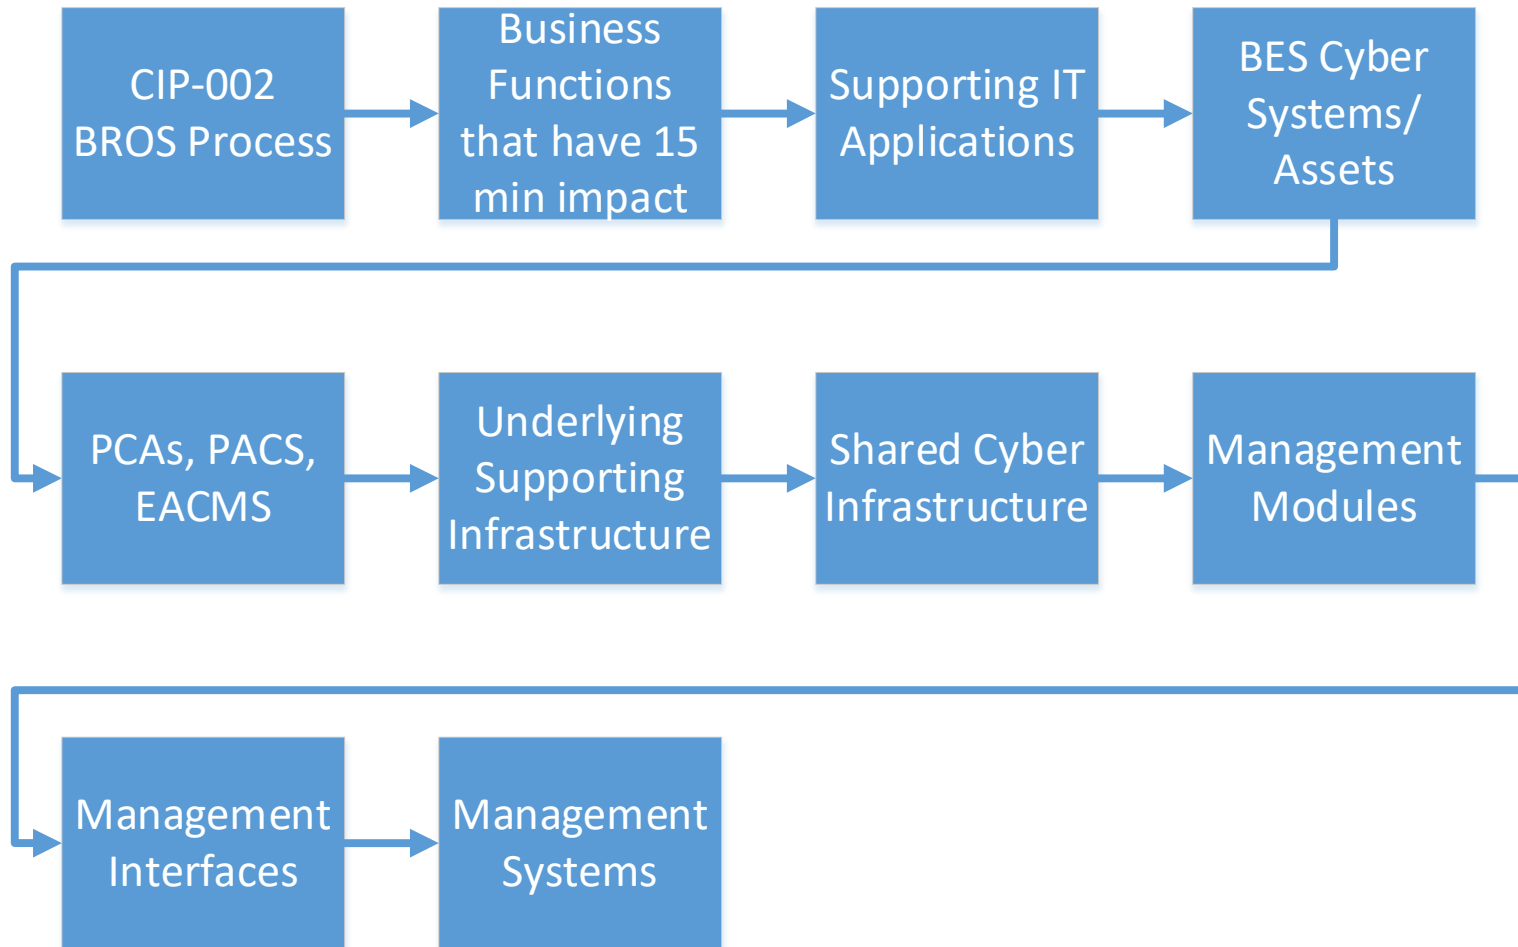 CIP-002
BROS Process
Business
Functions
that have 15
min impact
Supporting IT
Applications
BES Cyber
Systems/
Assets
PCAs, PACS,
EACMS
Underlying
Supporting
Infrastructure
Shared Cyber
Infrastructure
Management
Modules
Management
Interfaces
Management
Systems